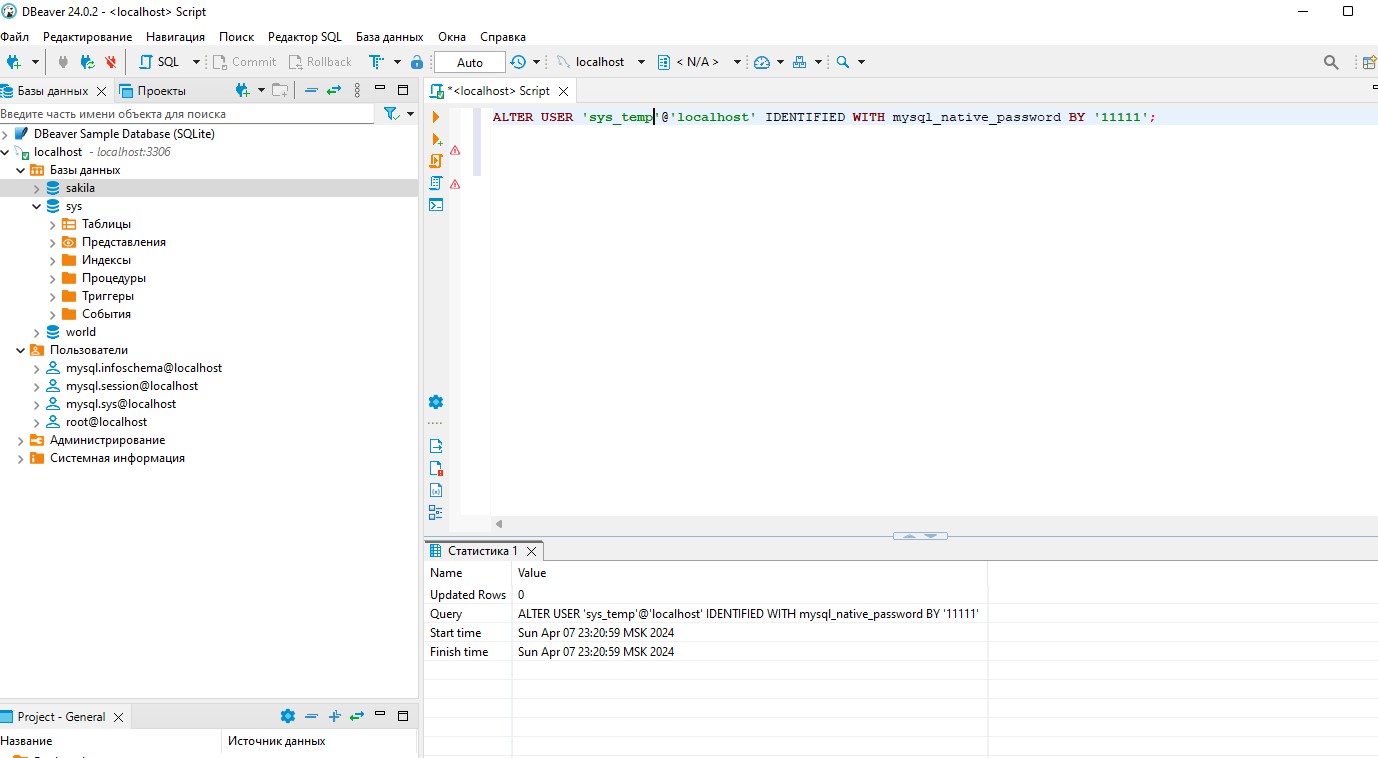 DBeaver 24.0.2 - <localhost> Script
Файл Редактирование Навигация Поиск Редактор SQL База данных Окна Справка
SQL Commit Rollback Auto localhost < N/A >
Базы данных Проекты
*<localhost> Script
Введите часть имени объекта для поиска
DBeaver Sample Database (SQLite)
localhost - localhost:3306
Базы данных
sakila
sys
Таблицы
Представления
Индексы
Процедуры
Триггеры
События
world
Пользователи
mysql.infoschema@localhost
mysql.session@localhost
mysql.sys@localhost
root@localhost
Администрирование
Системная информация
ALTER USER 'sys_temp'@'localhost' IDENTIFIED WITH mysql_native_password BY '11111';
Статистика 1
Name Value
Updated Rows 0
Query ALTER USER 'sys_temp'@'localhost' IDENTIFIED WITH mysql_native_password BY '11111'
Start time Sun Apr 07 23:20:59 MSK 2024
Finish time Sun Apr 07 23:20:59 MSK 2024
Project - General
Название Источник данных